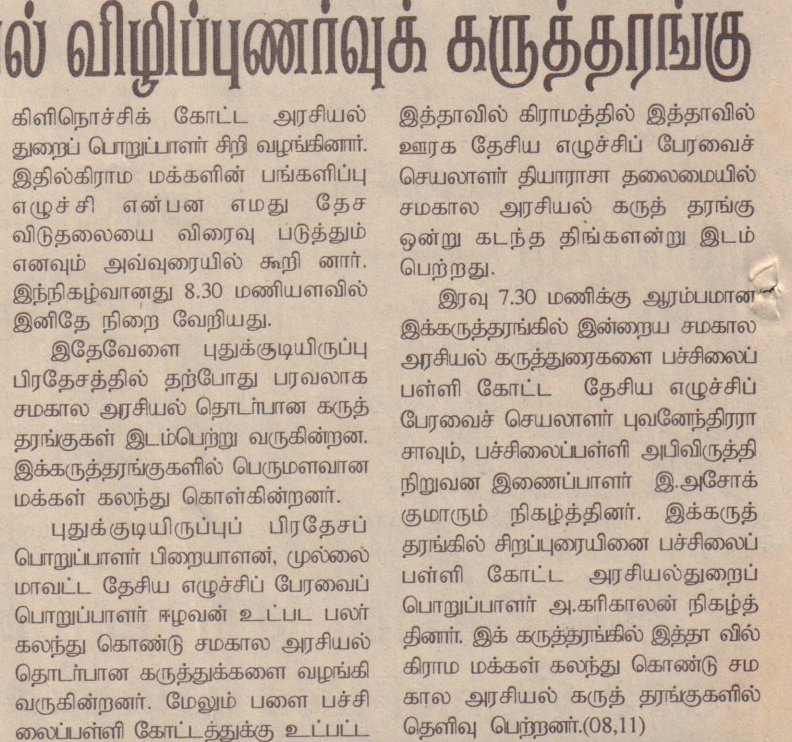 ல் விழிப்புணர்வுக் கருத்தரங்கு
கிளிநொச்சிக் கோட்ட அரசியல்
துறைப் பொறுப்பாளர் சிறி வழங்கினார்.
இதில்கிராம மக்களின் பங்களிப்பு
எழுச்சி என்பன எமது தேச
விடுதலையை விரைவு படுத்தும்
எனவும் அவ்வுரையில் கூறி னார்.
இந்நிகழ்வானது 8.30 மணியளவில்
இனிதே நிறை வேறியது.
இதேவேளை புதுக்குடியிருப்பு
பிரதேசத்தில் தற்போது பரவலாக
சமகால அரசியல் தொடர்பான கருத்
தரங்குகள் இடம்பெற்று வருகின்றன.
இக்கருத்தரங்குகளில் பெருமளவான
மக்கள் கலந்து கொள்கின்றனர்.
புதுக்குடியிருப்புப் பிரதேசப்
பொறுப்பாளர் பிறையாளன், முல்லை
மாவட்ட தேசிய எழுச்சிப் பேரவைப்
பொறுப்பாளர் ஈழவன் உட்பட பலர்
கலந்து கொண்டு சமகால அரசியல்
தொடர்பான கருத்துக்களை வழங்கி
வருகின்றனர். மேலும் பளை பச்சி
லைப்பள்ளி கோட்டத்துக்கு உட்பட்ட
இத்தாவில் கிராமத்தில் இத்தாவில்
ஊரக தேசிய எழுச்சிப் பேரவைச்
செயலாளர் தியாராசா தலைமையில்
சமகால அரசியல் கருத் தரங்கு
ஒன்று கடந்த திங்களன்று இடம்
பெற்றது.
இரவு 7.30 மணிக்கு ஆரம்பமான
இக்கருத்தரங்கில் இன்றைய சமகால
அரசியல் கருத்துரைகளை பச்சிலைப்
பள்ளி கோட்ட தேசிய எழுச்சிப்
பேரவைச் செயலாளர் புவனேந்திரரா
சாவும், பச்சிலைப்பள்ளி அபிவிருத்தி
நிறுவன இணைப்பாளர் இ.அசோக்
குமாரும் நிகழ்த்தினர். இக்கருத்
தரங்கில் சிறப்புரையினை பச்சிலைப்
பள்ளி கோட்ட அரசியல்துறைப்
பொறுப்பாளர் அ.கரிகாலன் நிகழ்த்
தினார். இக் கருத்தரங்கில் இத்தா வில்
கிராம மக்கள் கலந்து கொண்டு சம
கால அரசியல் கருத் தரங்குகளில்
தெளிவு பெற்றனர்.(08,11)